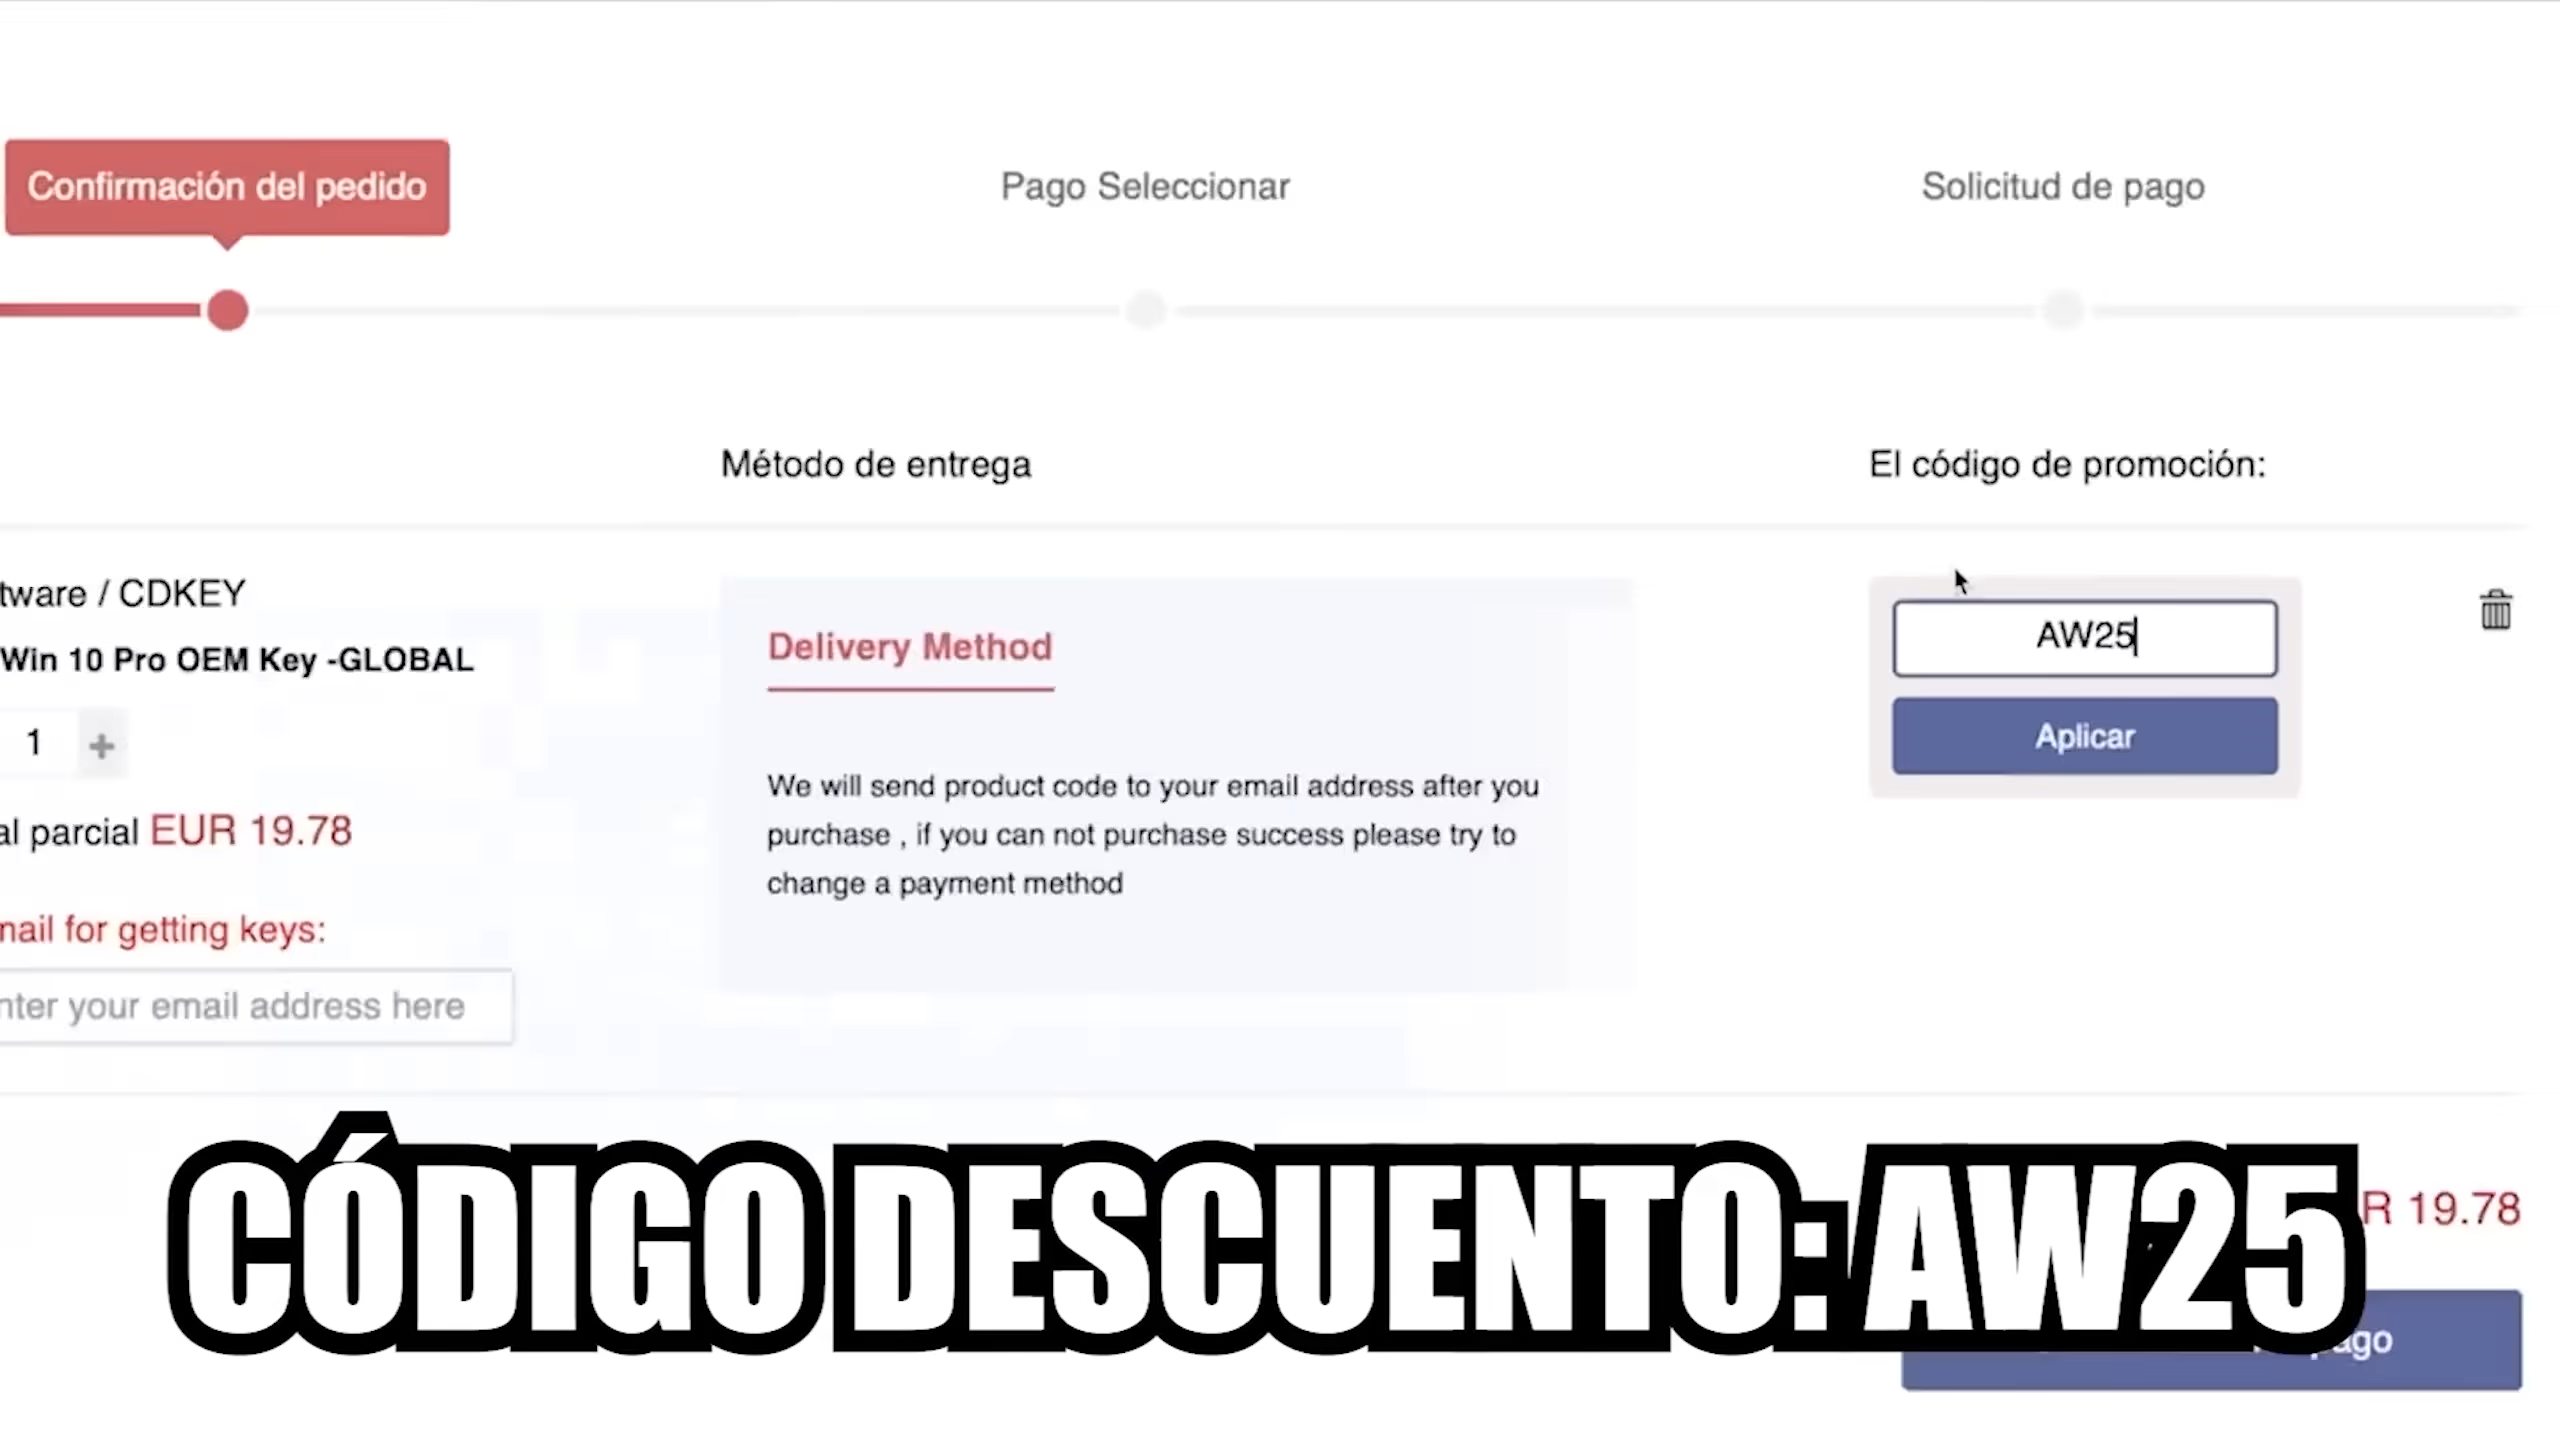 Confirmación del pedido
Pago Seleccionar
Solicitud de pago
Método de entrega
El código de promoción:
tware / CDKEY
Win 10 Pro OEM Key -GLOBAL
1 +
al parcial EUR 19.78
nail for getting keys:
nter your email address here
Delivery Method
We will send product code to your email address after you
purchase , if you can not purchase success please try to
change a payment method
AW25
Aplicar
R 19.78
CÓDIGO DESCUENTO: AW25